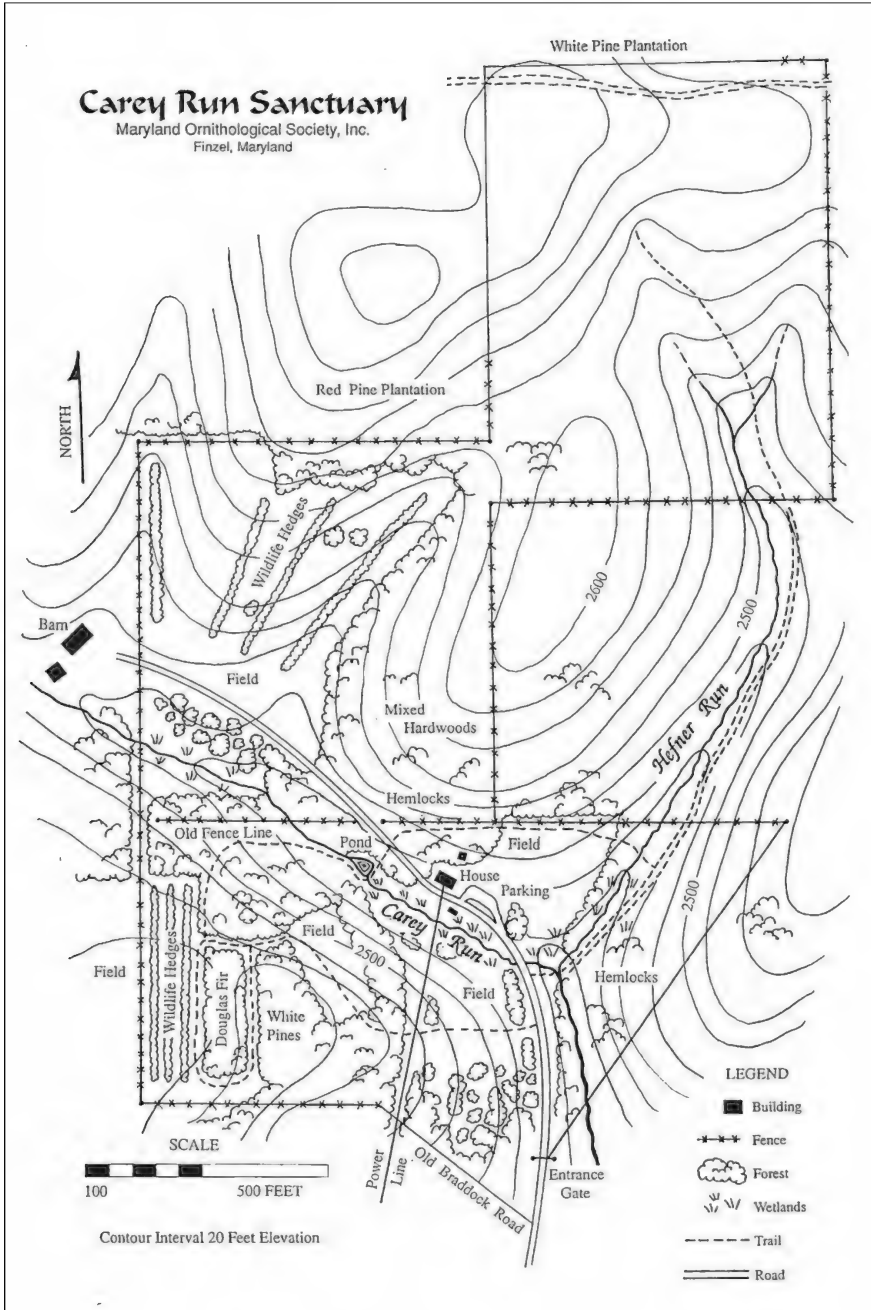 White Pine Plantation
Carey Run Sanctuary
Maryland Ornithological Society, Inc.
Finzel, Maryland
Red Pine Plantation
NORTH
Wildlife Hedges
2600
2500
Barn
Field
Mixed
Hardwoods
Hefner Run
Hemlocks
Old Fence Line
Pond
Field
House
Parking
Carey Run
Field
2500
2500
Field
Wildlife Hedges
Douglas Fir
White
Pines
Field
Hemlocks
LEGEND
Building
Fence
Forest
Wetlands
Trail
Road
SCALE
100
500 FEET
Power
Line
Old Braddock Road
Entrance
Gate
Contour Interval 20 Feet Elevation